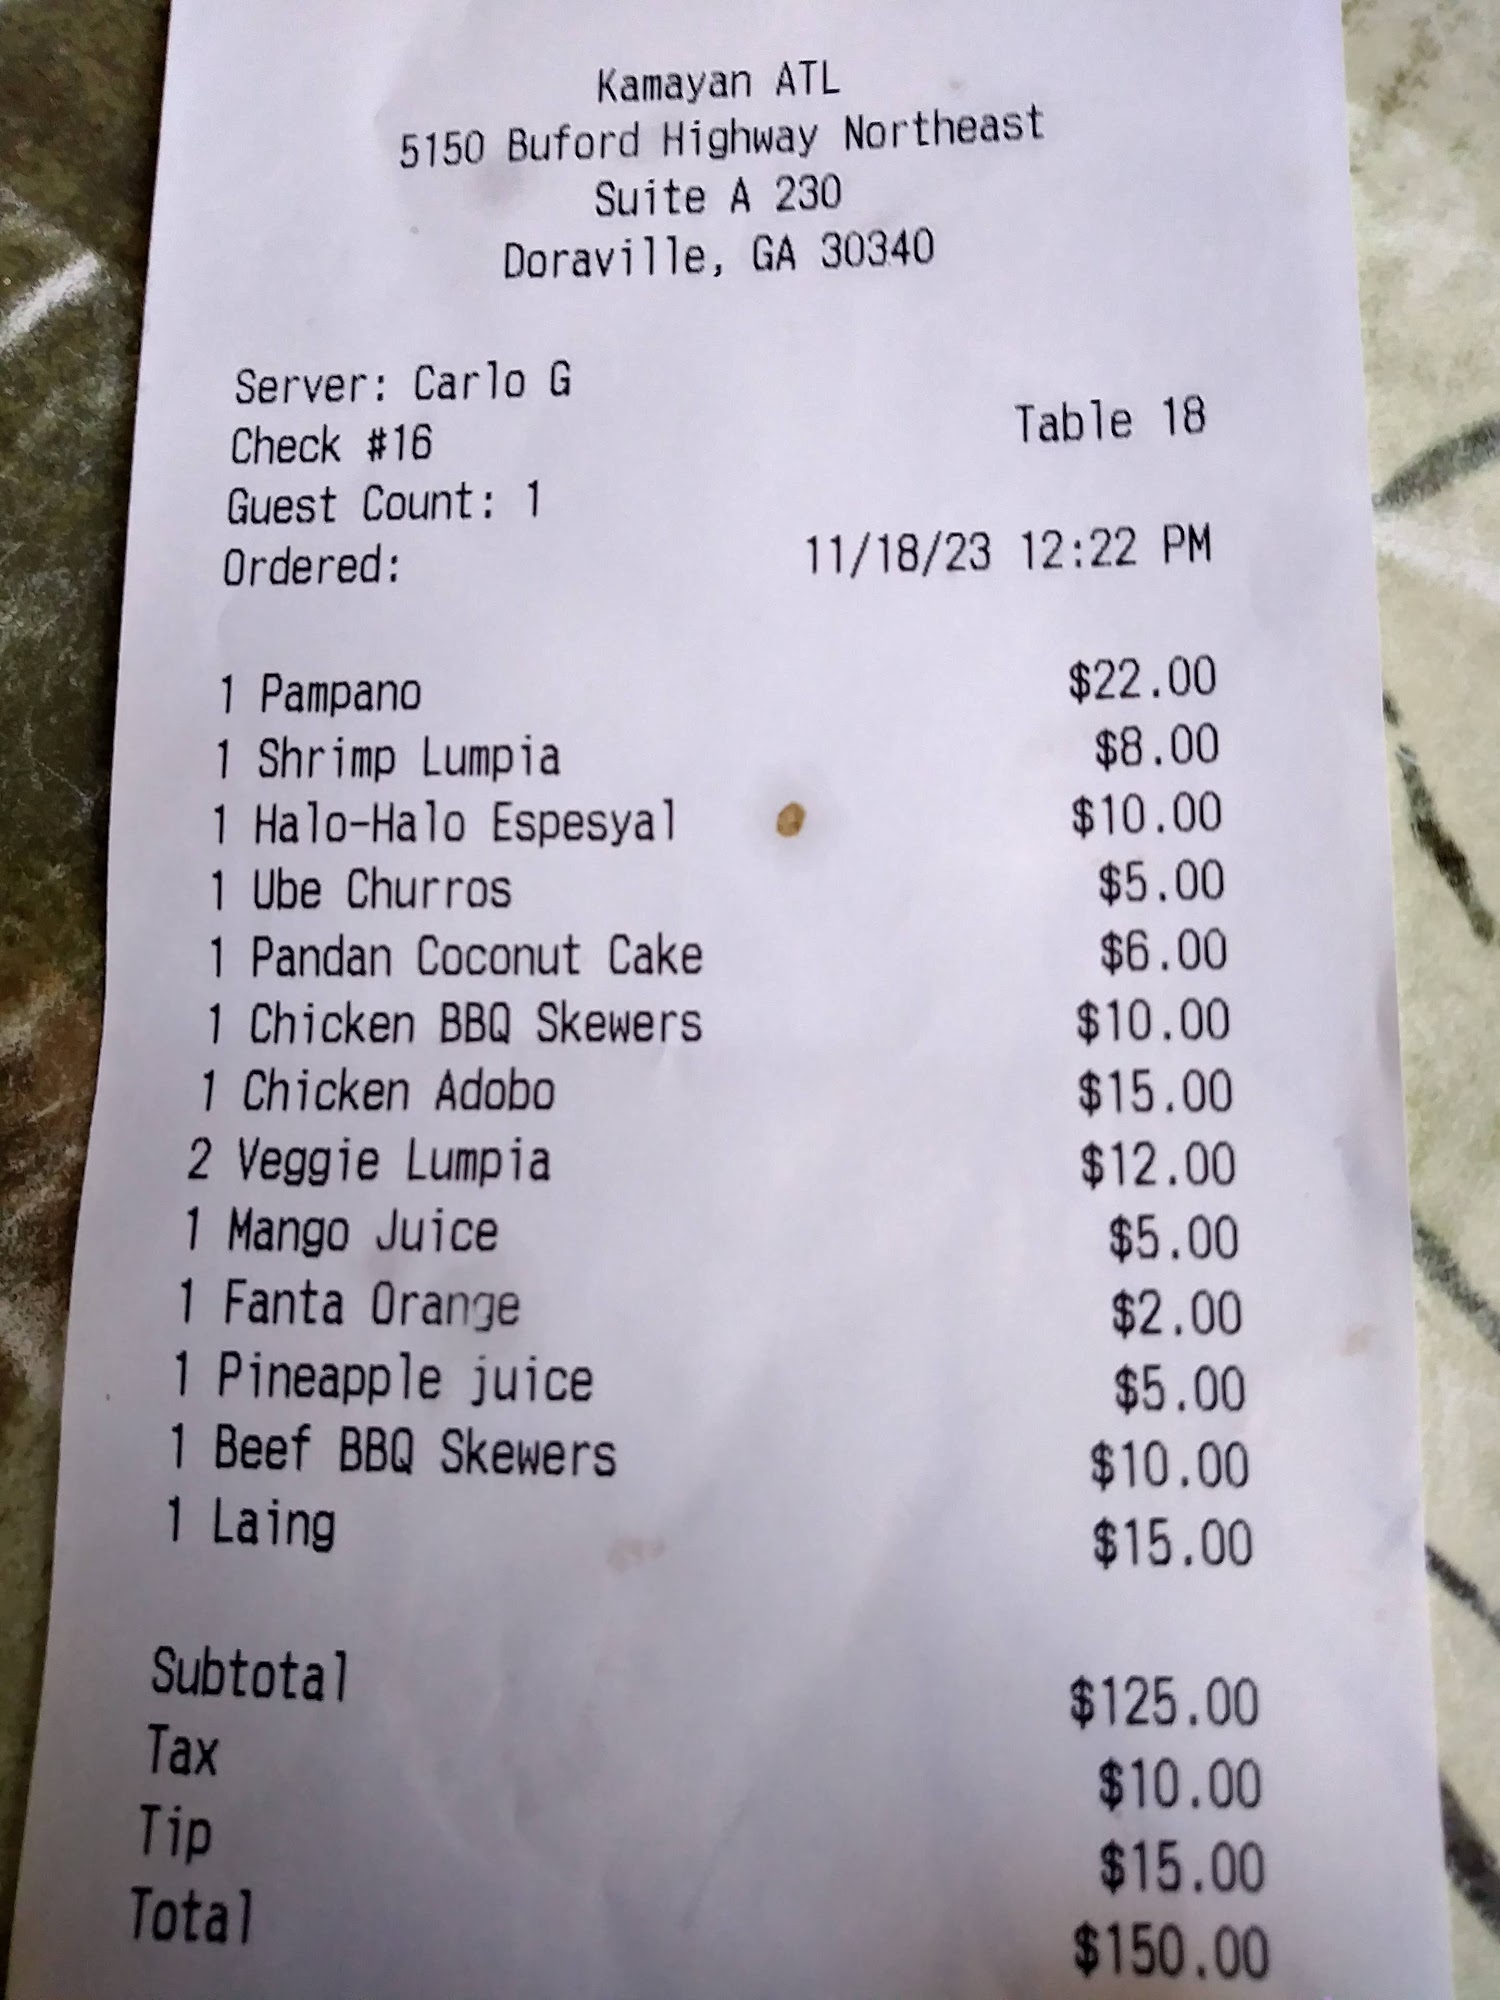 Kamayan ATL
5150 Buford Highway Northeast
Suite A 230
Doraville, GA 30340
Server: Carlo G
Check #16 Table 18
Guest Count: 1
Ordered: 11/18/23 12:22 PM
1 Pampano $22.00
1 Shrimp Lumpia $8.00
1 Halo-Halo Espesyal $10.00
1 Ube Churros $5.00
1 Pandan Coconut Cake $6.00
1 Chicken BBQ Skewers $10.00
1 Chicken Adobo $15.00
2 Veggie Lumpia $12.00
1 Mango Juice $5.00
1 Fanta Orange $2.00
1 Pineapple juice $5.00
1 Beef BBQ Skewers $10.00
1 Laing $15.00
Subtotal $125.00
Tax $10.00
Tip $15.00
Total $150.00